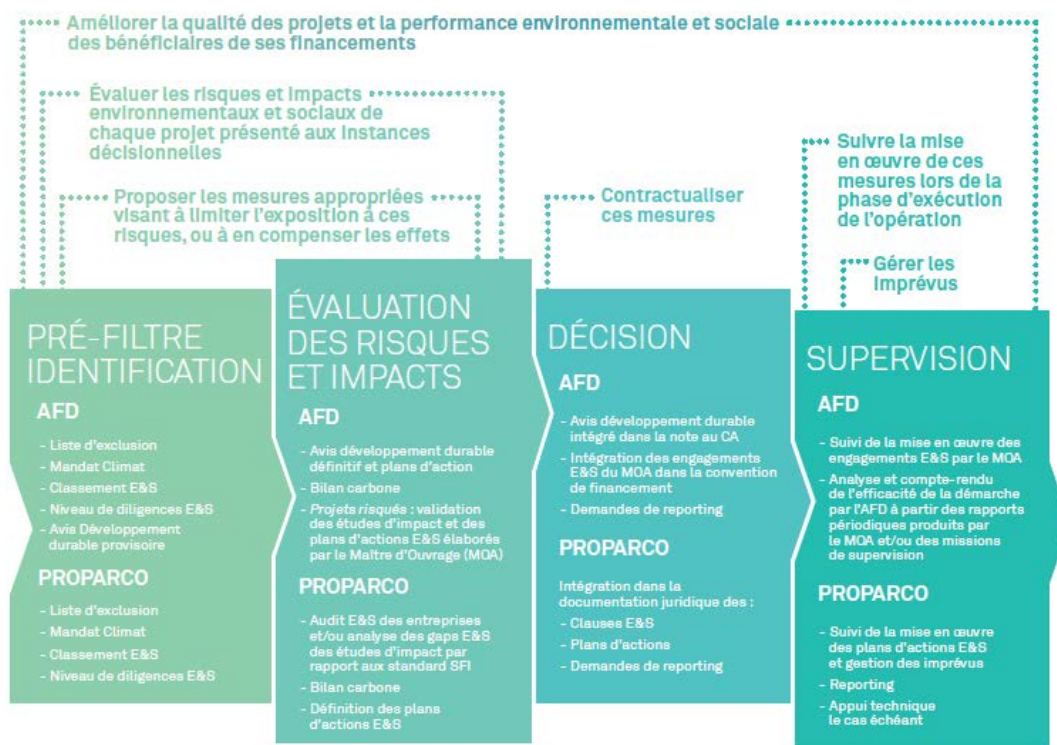 Améliorer la qualité des projets et la performance environnementale et sociale
des bénéficiaires de ses financements
Évaluer les risques et impacts
environnementaux et sociaux de
chaque projet présenté aux instances
décisionnelles
Proposer les mesures appropriées
visant à limiter l'exposition à ces
risques, ou à en compenser les effets
Contractualiser
ces mesures
Suivre la mise
en œuvre de ces
mesures lors de la
phase d'exécution
de l'opération
Gérer les
imprévus
PRÉ-FILTRE
IDENTIFICATION
AFD
- Liste d'exclusion
- Mandat Climat
- Classement E&S
- Niveau de diligences E&S
- Avis Développement
durable provisoire
PROPARCO
- Liste d'exclusion
- Mandat Climat
- Classement E&S
- Niveau de diligences E&S
ÉVALUATION
DES RISQUES
ET IMPACTS
AFD
- Avis développement durable
définitif et plans d'action
- Bilan carbone
- Projets risqués : validation
des études d'impact et des
plans d'actions E&S élaborés
par le Maître d'Ouvrage (MOA)
PROPARCO
- Audit E&S des entreprises
et/ou analyse des gaps E&S
des études d'impact par
rapport aux standard SFI
- Bilan carbone
- Définition des plans
d'actions E&S
DÉCISION
AFD
- Avis développement durable
intégré dans la note au CA
- Intégration des engagements
E&S du MOA dans la convention
de financement
- Demandes de reporting
PROPARCO
Intégration dans la
documentation juridique des :
- Clauses E&S
- Plans d'actions
- Demandes de reporting
SUPERVISION
AFD
- Suivi de la mise en œuvre des
engagements E&S par le MOA
- Analyse et compte-rendu
de l'efficacité de la démarche
par l'AFD à partir des rapports
périodiques produits par
le MOA et/ou des missions
de supervision
PROPARCO
- Suivi de la mise en œuvre
des plans d'actions E&S
et gestion des imprévus
- Reporting
- Appui technique
le cas échéant